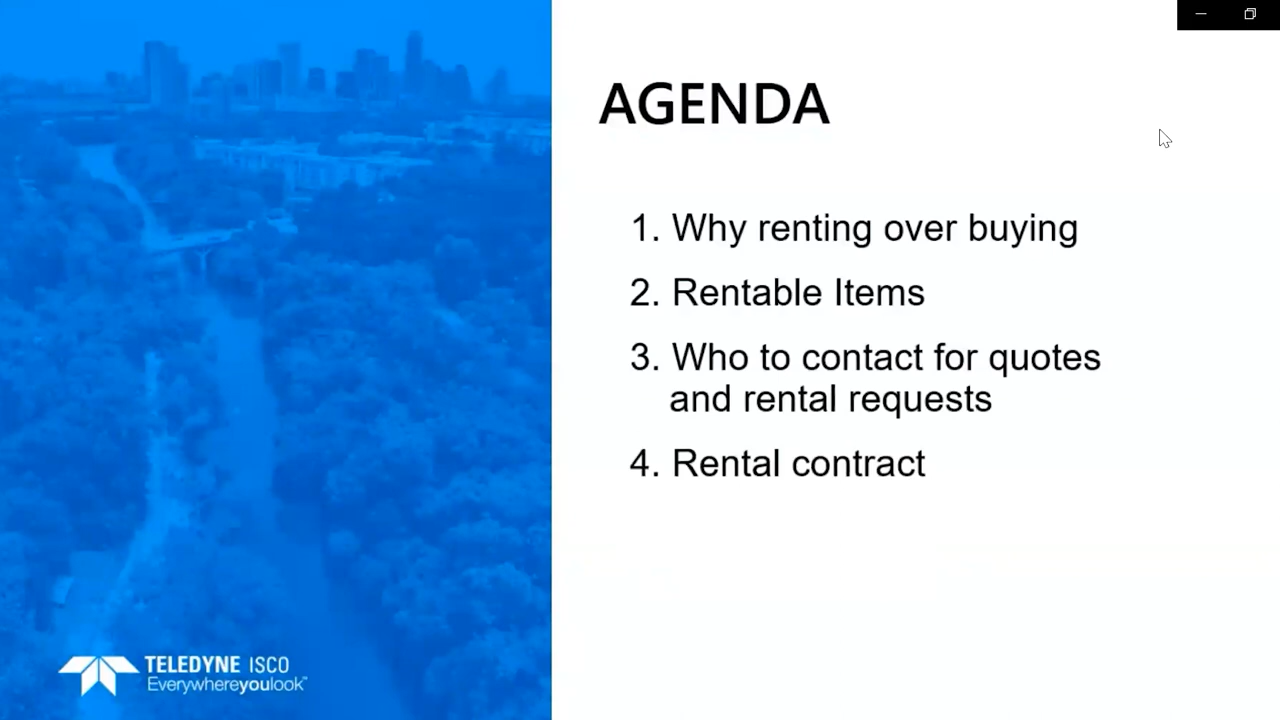 AGENDA
1. Why renting over buying
2. Rentable Items
3. Who to contact for quotes
and rental requests
4. Rental contract
TELEDYNE ISCO
Everywhereyoulook™